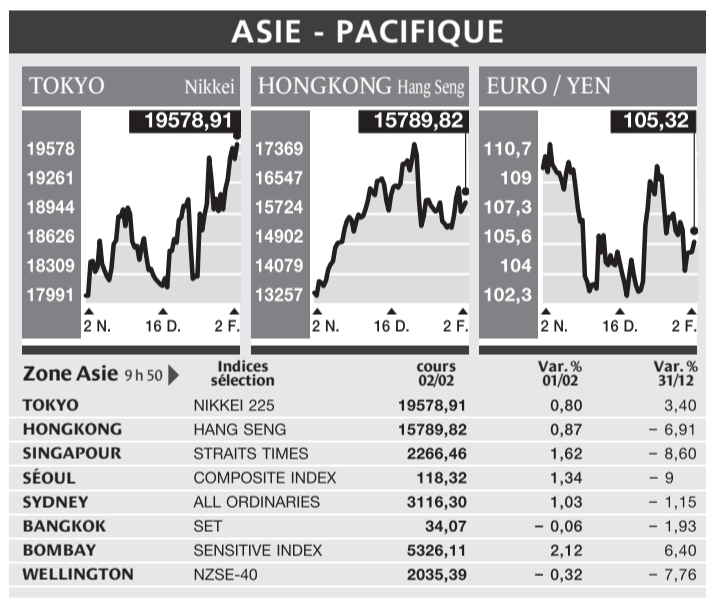 ASIE - PACIFIQUE
TOKYO Nikkei
19578,91
19578
19261
18944
18626
18309
17991
2 N. 16 D. 2 F.
HONGKONG Hang Seng
15789,82
17369
16547
15724
14902
14079
13257
2 N. 16 D. 2 F.
EURO / YEN
105,32
110,7
109
107,3
105,6
104
102,3
2 N. 16 D. 2 F.
Zone Asie 9 h 50 Indices sélection cours 02/02 Var. % 01/02 Var. % 31/12
TOKYO NIKKEI 225 19578,91 0,80 3,40
HONGKONG HANG SENG 15789,82 0,87 – 6,91
SINGAPOUR STRAITS TIMES 2266,46 1,62 – 8,60
SÉOUL COMPOSITE INDEX 118,32 1,34 – 9
SYDNEY ALL ORDINARIES 3116,30 1,03 – 1,15
BANGKOK SET 34,07 – 0,06 – 1,93
BOMBAY SENSITIVE INDEX 5326,11 2,12 6,40
WELLINGTON NZSE-40 2035,39 – 0,32 – 7,76